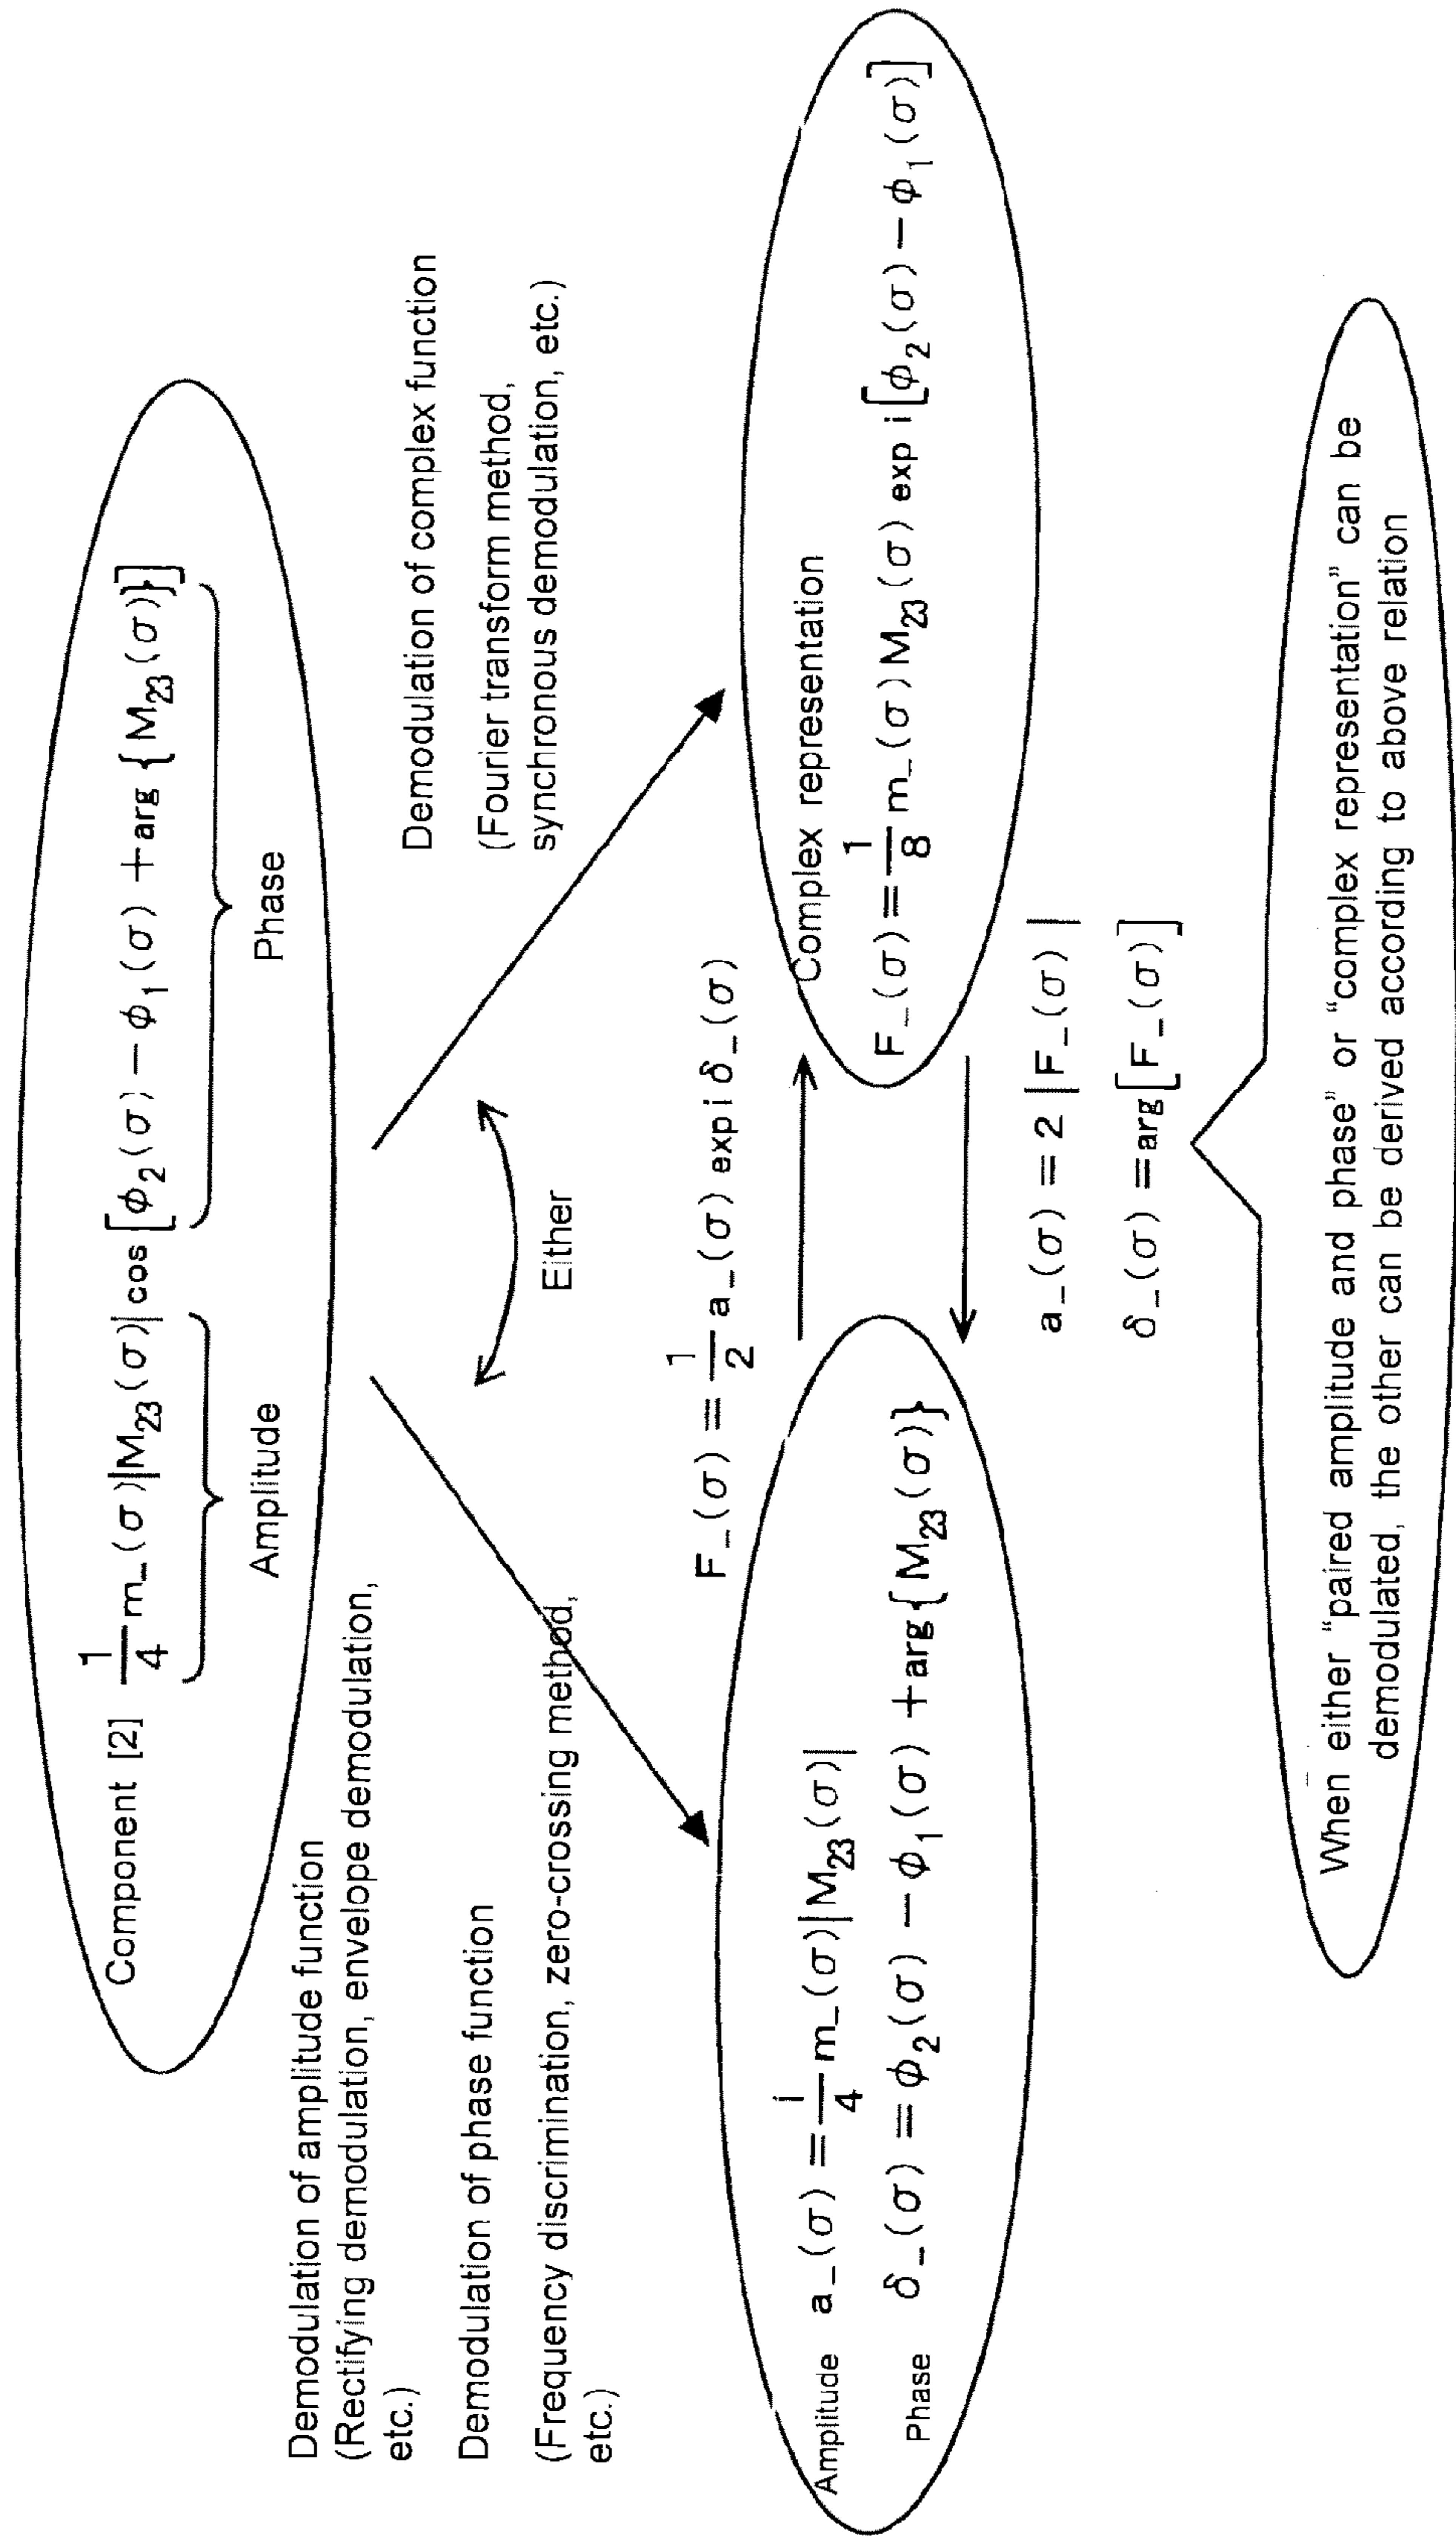 Component [2] 1/4 m_(σ)|M23(σ)| cos[ϕ2(σ) − ϕ1(σ) + arg{M23(σ)}]
Amplitude
Phase
Demodulation of amplitude function
(Rectifying demodulation, envelope demodulation,
etc.)
Demodulation of phase function
(Frequency discrimination, zero-crossing method,
etc.)
Either
Demodulation of complex function
(Fourier transform method,
synchronous demodulation, etc.)
F_(σ) = 1/2 a_(σ) exp i δ_(σ)
Amplitude a_(σ) = 1/4 m_(σ)|M23(σ)|
Phase δ_(σ) = ϕ2(σ) − ϕ1(σ) + arg{M23(σ)}
Complex representation
F_(σ) = 1/8 m_(σ) M23(σ) exp i[ϕ2(σ) − ϕ1(σ)]
a_(σ) = 2 |F_(σ)|
δ_(σ) = arg[F_(σ)]
When either “paired amplitude and phase” or “complex representation” can be
demodulated, the other can be derived according to above relation